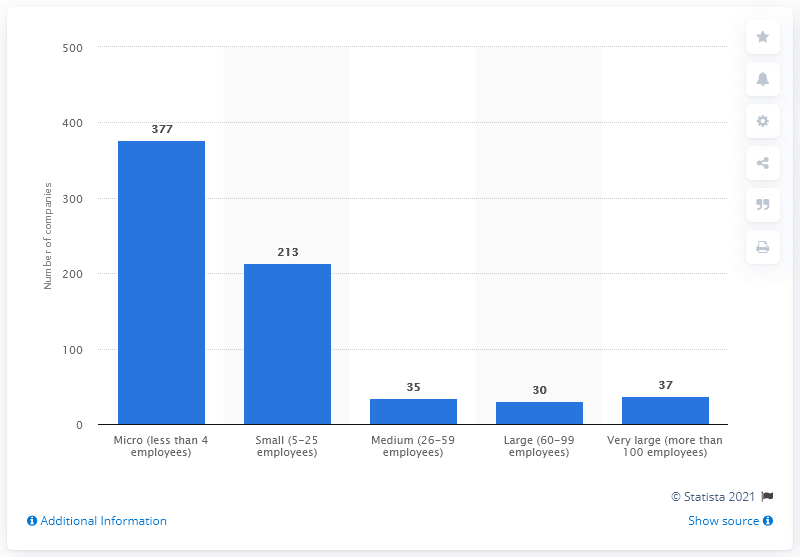 500
400
300
200
100
0
Number of companies
377
213
35
30
37
Micro (less than 4
employees)
Small (5-25
employees)
Medium (26-59
employees)
Large (60-99
employees)
Very large (more than
100 employees)
© Statista 2021
Additional Information
Show source